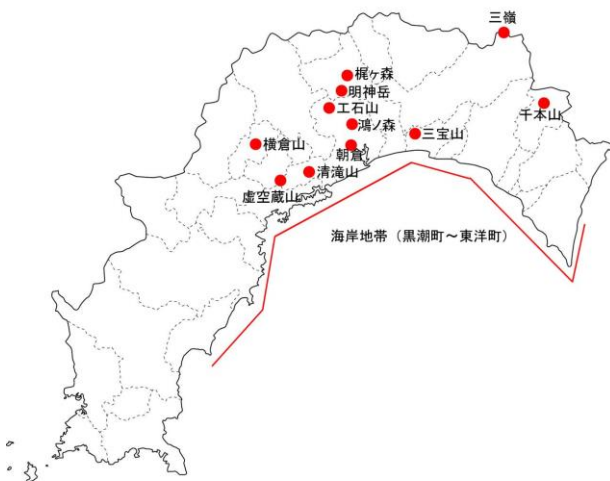 三嶺
梶ヶ森
明神岳
工石山
千本山
鴻ノ森
三宝山
横倉山
朝倉
清滝山
虚空蔵山
海岸地帯（黒潮町～東洋町）